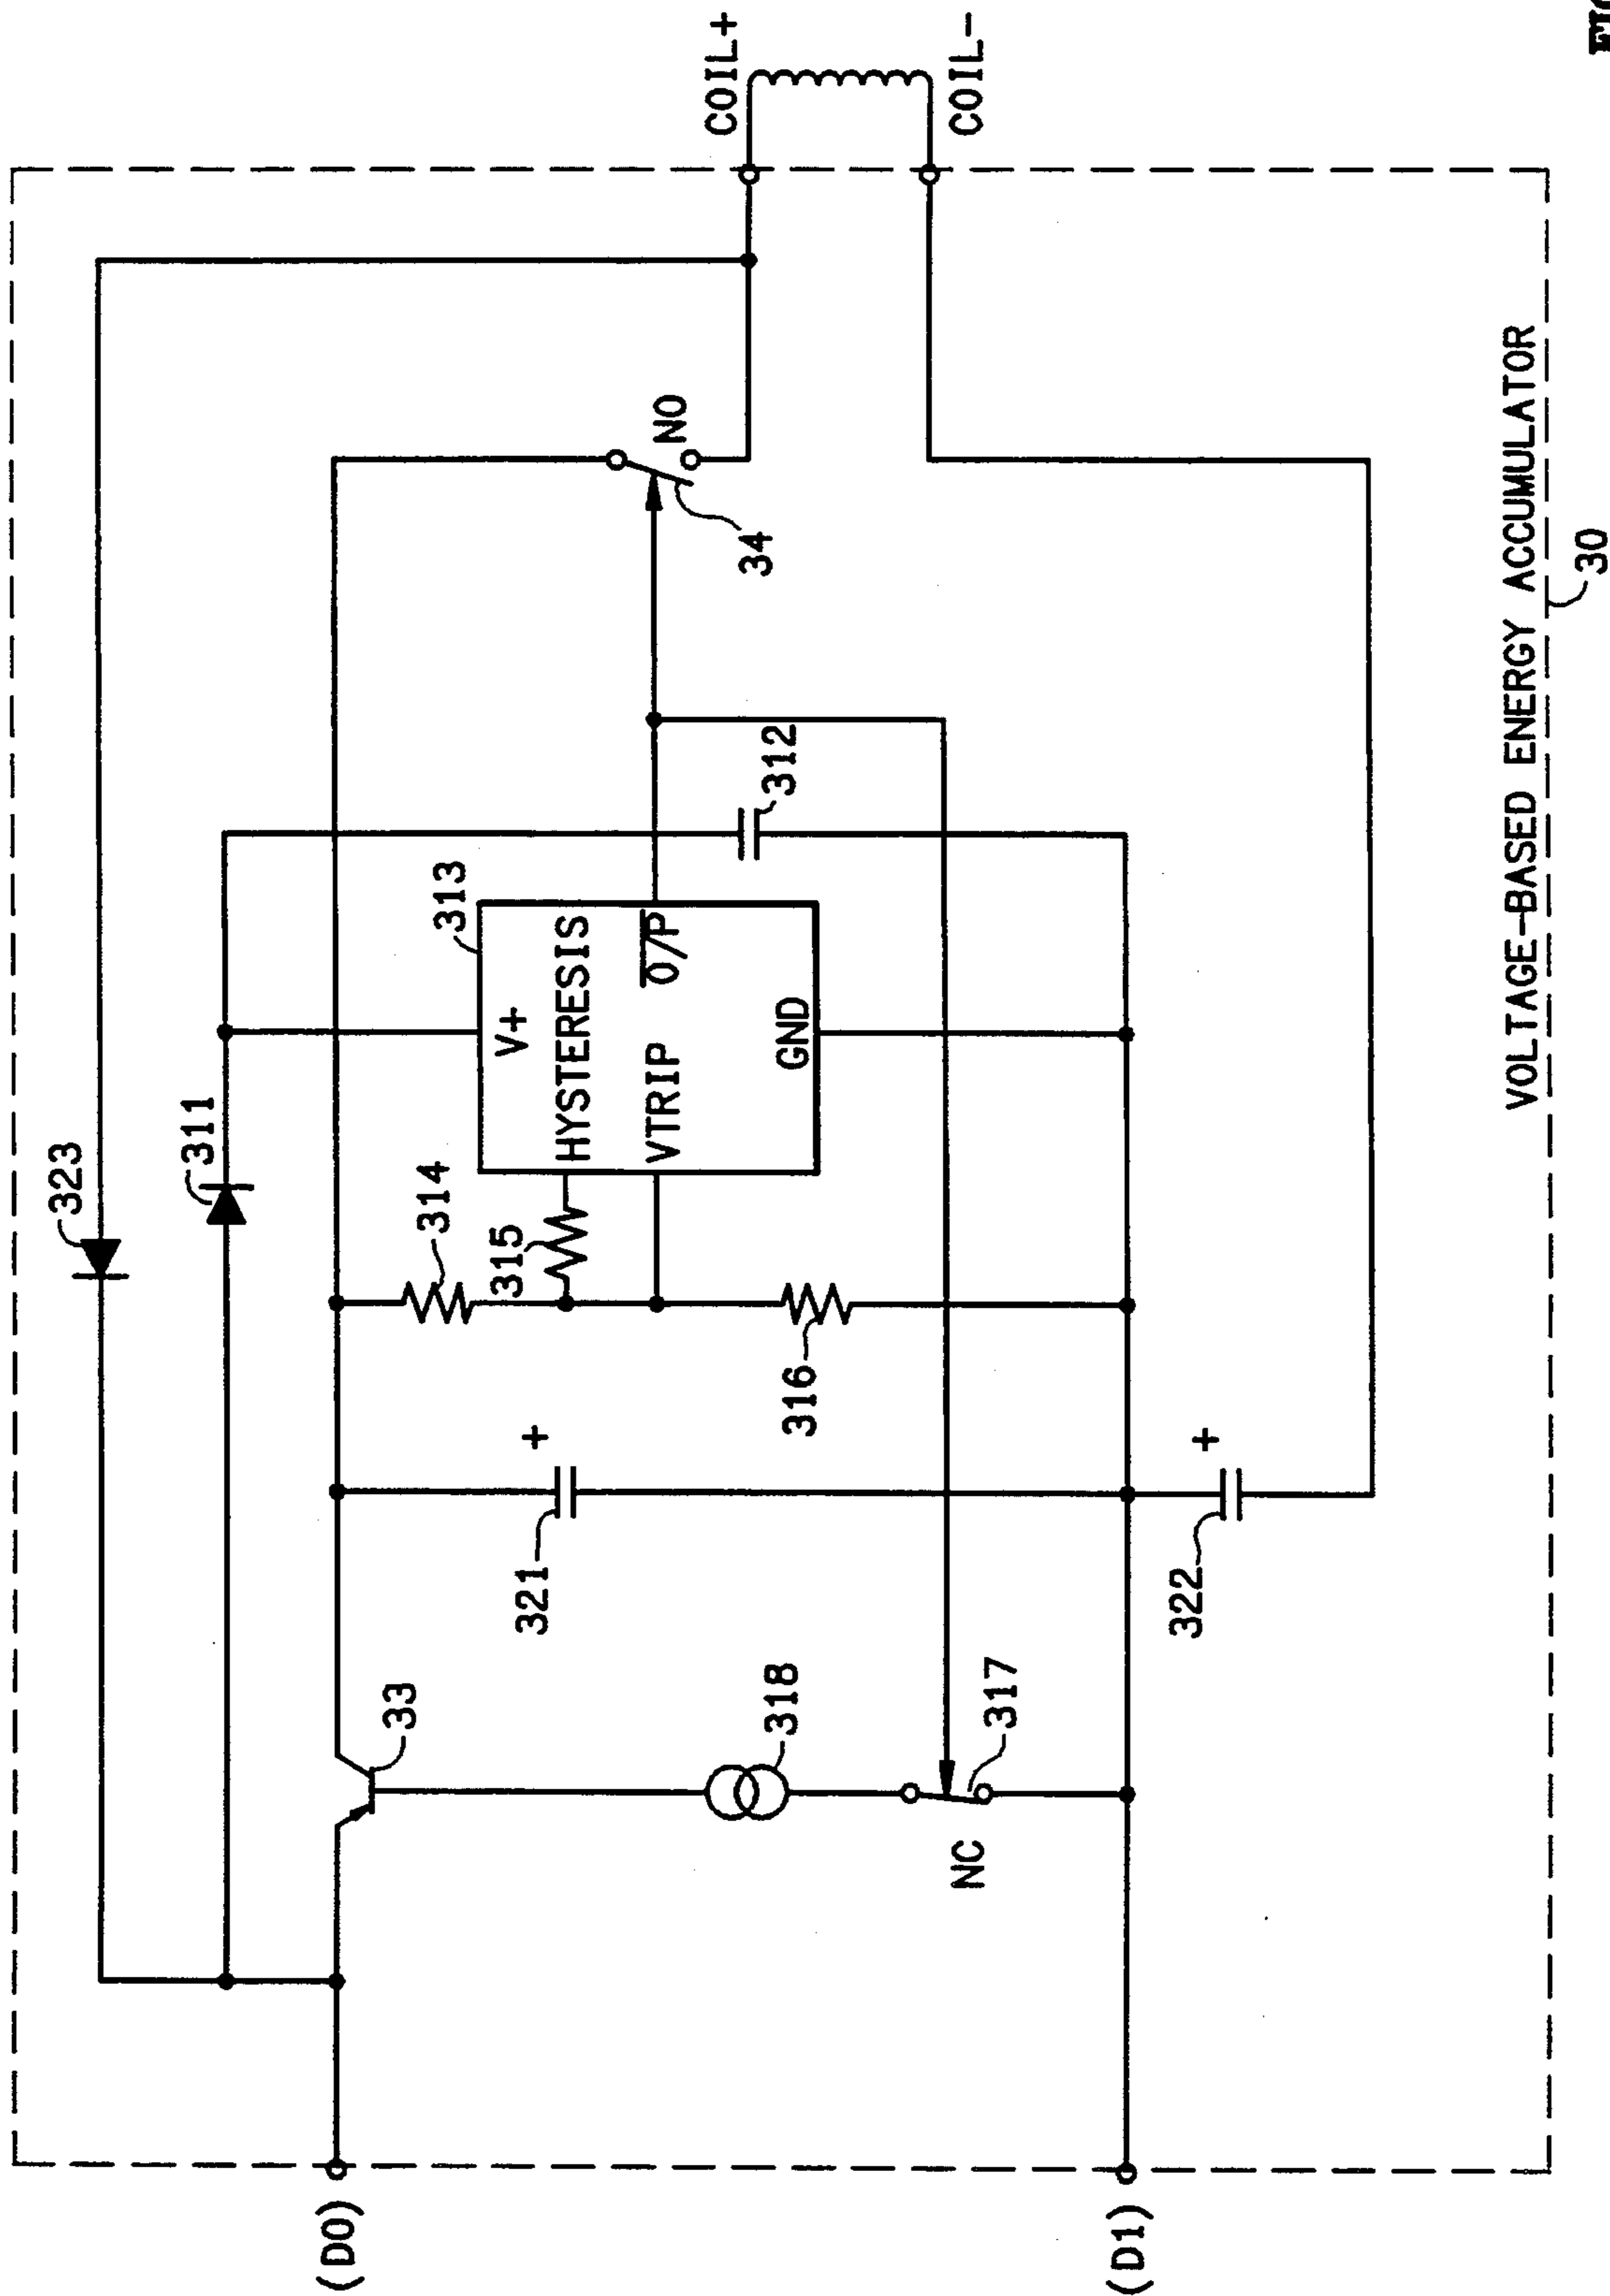 323
311
(D0)
33
314
V+
313
HYSTERESIS
315
VTRIP
O/P
GND
321
+
316
318
312
NO
34
COIL+
COIL-
NC
317
(D1)
322
+
VOLTAGE-BASED ENERGY ACCUMULATOR
30